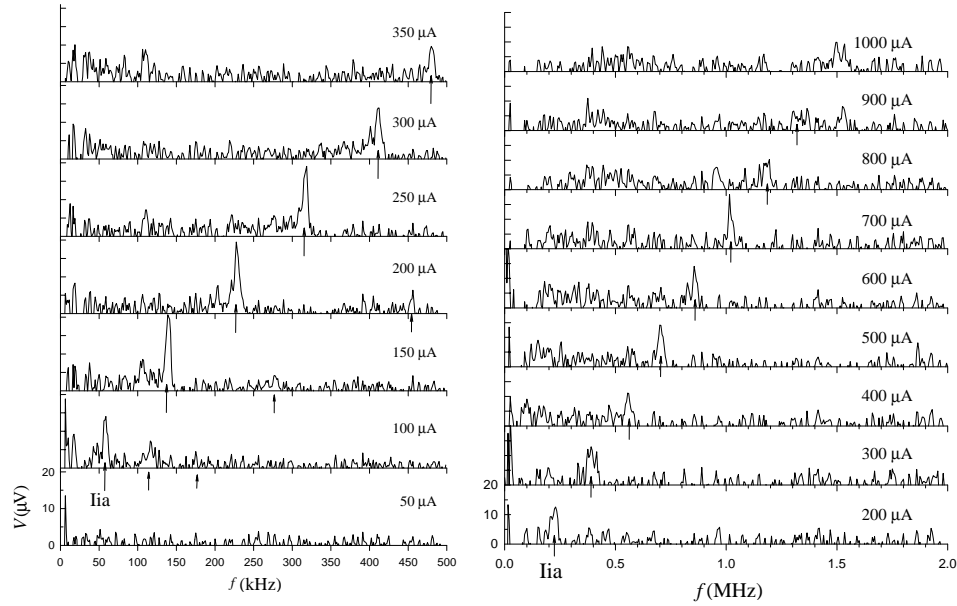 350 µA
300 µA
250 µA
200 µA
150 µA
100 µA
20
Iia
50 µA
10
0
V(µV)
0 50 100 150 200 250 300 350 400 450 500
f (kHz)
1000 µA
900 µA
800 µA
700 µA
600 µA
500 µA
400 µA
300 µA
20
200 µA
10
0
0.0 0.5 1.0 1.5 2.0
Iia
f (MHz)